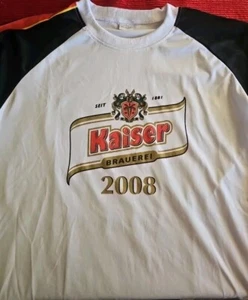 SEIT 1881
Kaiser
BRAUEREI
2008